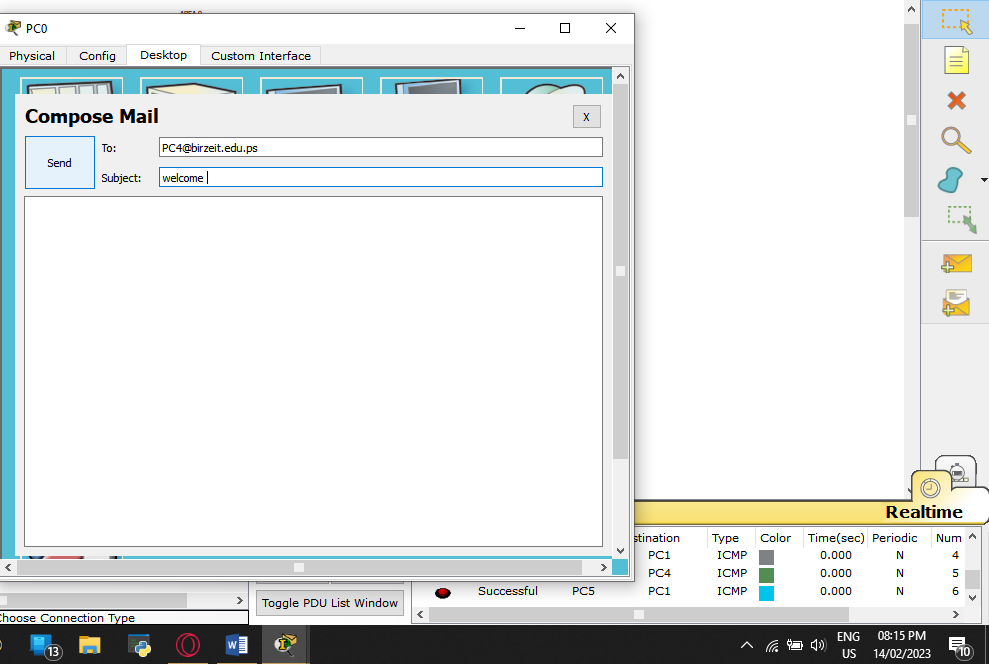 PC0
Physical Config Desktop Custom Interface
Compose Mail
X
Send
To: PC4@birzeit.edu.ps
Subject: welcome
Realtime
stination Type Color Time(sec) Periodic Num
PC1 ICMP 0.000 N 4
PC4 ICMP 0.000 N 5
Successful PC5 PC1 ICMP 0.000 N 6
Toggle PDU List Window
hoose Connection Type
13
W
ENG
US
08:15 PM
14/02/2023
10